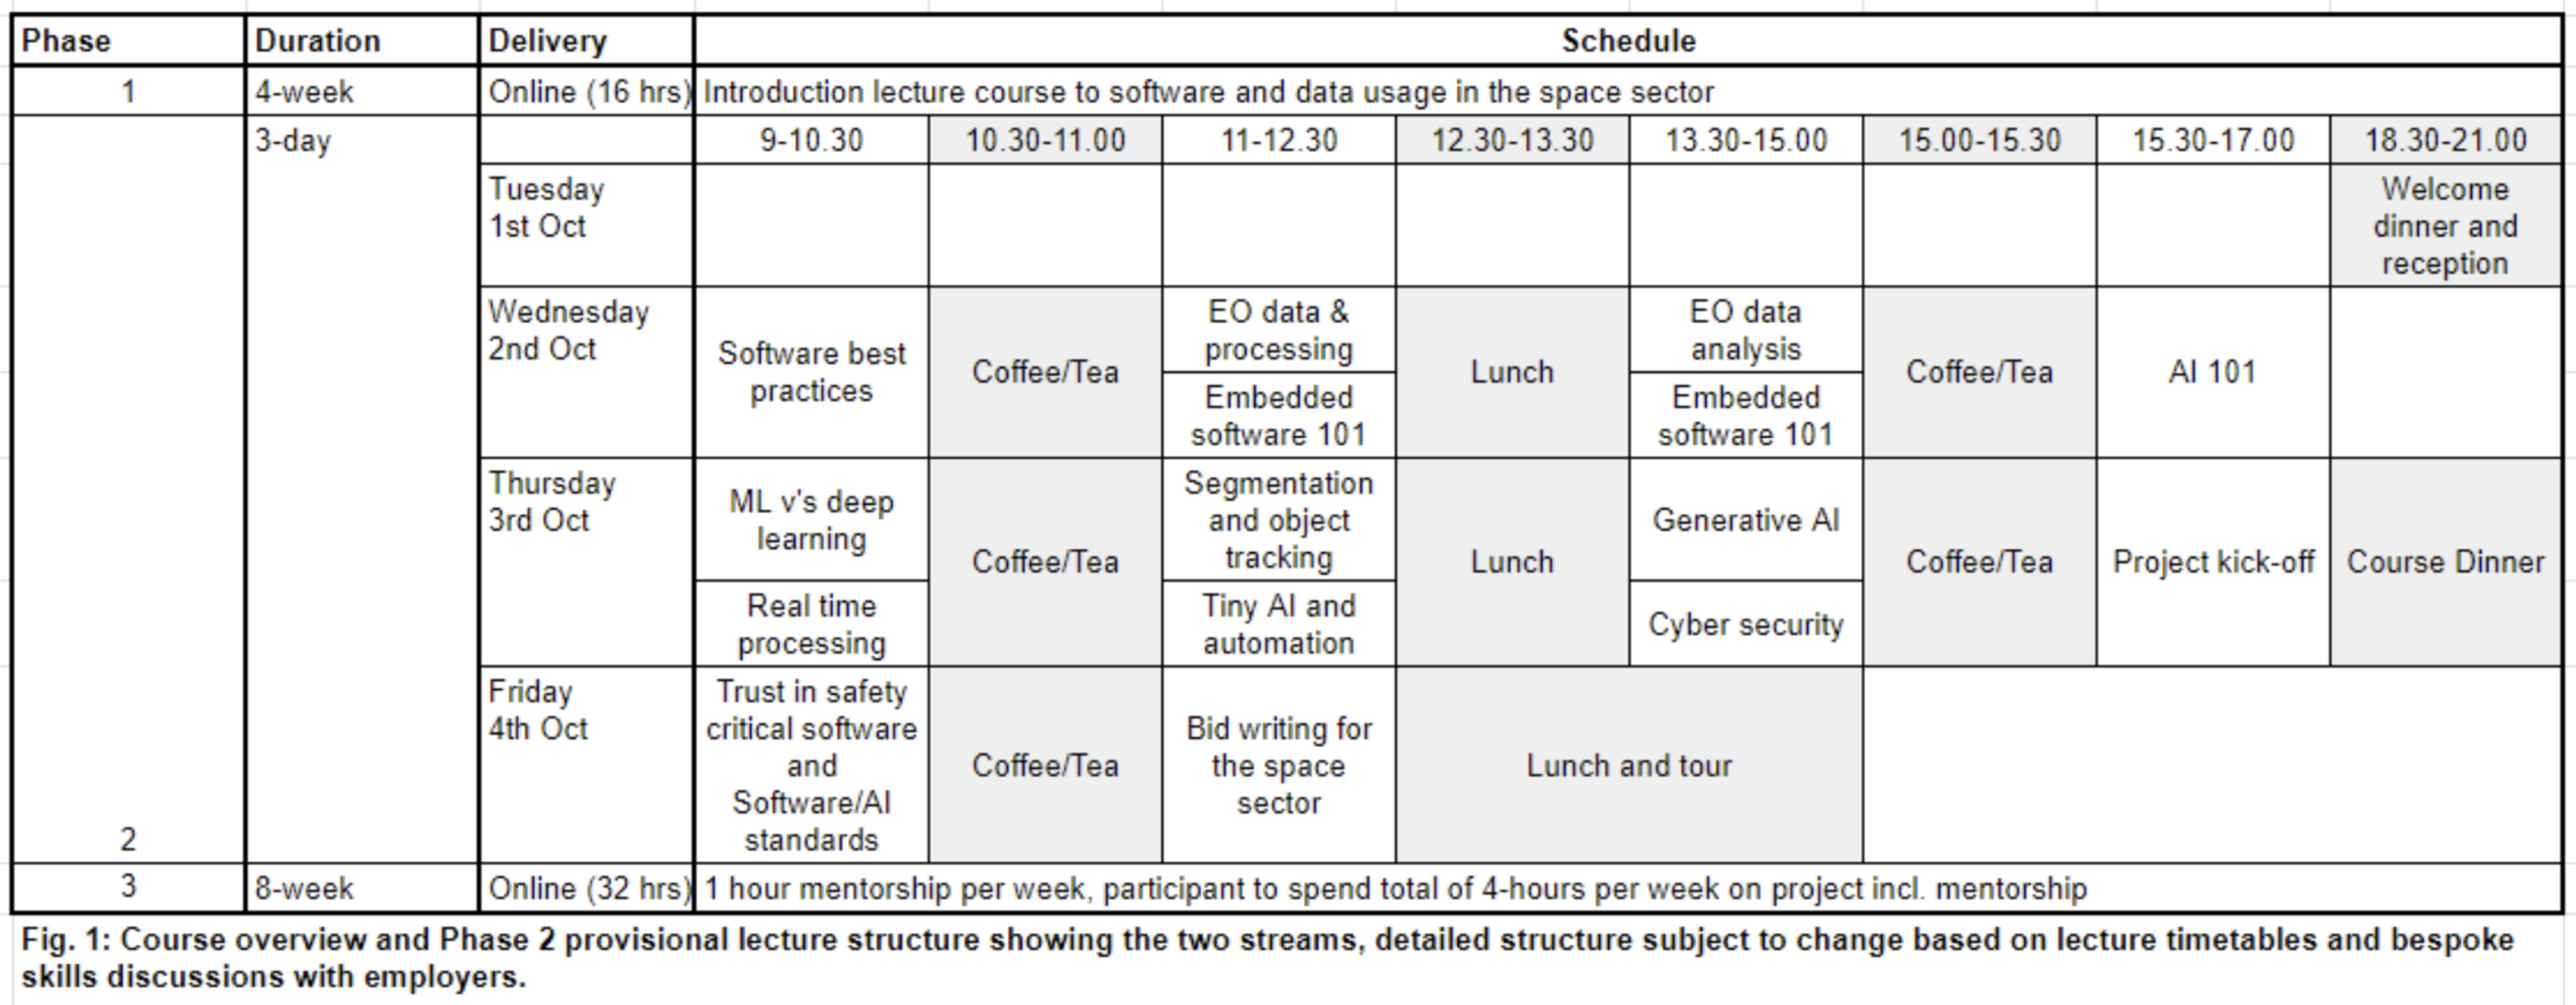 Phase Duration Delivery Schedule
1 4-week Online (16 hrs) Introduction lecture course to software and data usage in the space sector
3-day 9-10.30 10.30-11.00 11-12.30 12.30-13.30 13.30-15.00 15.00-15.30 15.30-17.00 18.30-21.00
Tuesday
1st Oct
Welcome
dinner and
reception
Wednesday
2nd Oct
Software best
practices
Coffee/Tea
EO data &
processing
Embedded
software 101
Lunch
EO data
analysis
Embedded
software 101
Coffee/Tea
AI 101
Thursday
3rd Oct
ML v's deep
learning
Real time
processing
Coffee/Tea
Segmentation
and object
tracking
Tiny AI and
automation
Lunch
Generative AI
Cyber security
Coffee/Tea
Project kick-off
Course Dinner
2
Friday
4th Oct
Trust in safety
critical software
and
Software/AI
standards
Coffee/Tea
Bid writing for
the space
sector
Lunch and tour
3 8-week Online (32 hrs) 1 hour mentorship per week, participant to spend total of 4-hours per week on project incl. mentorship
Fig. 1: Course overview and Phase 2 provisional lecture structure showing the two streams, detailed structure subject to change based on lecture timetables and bespoke
skills discussions with employers.